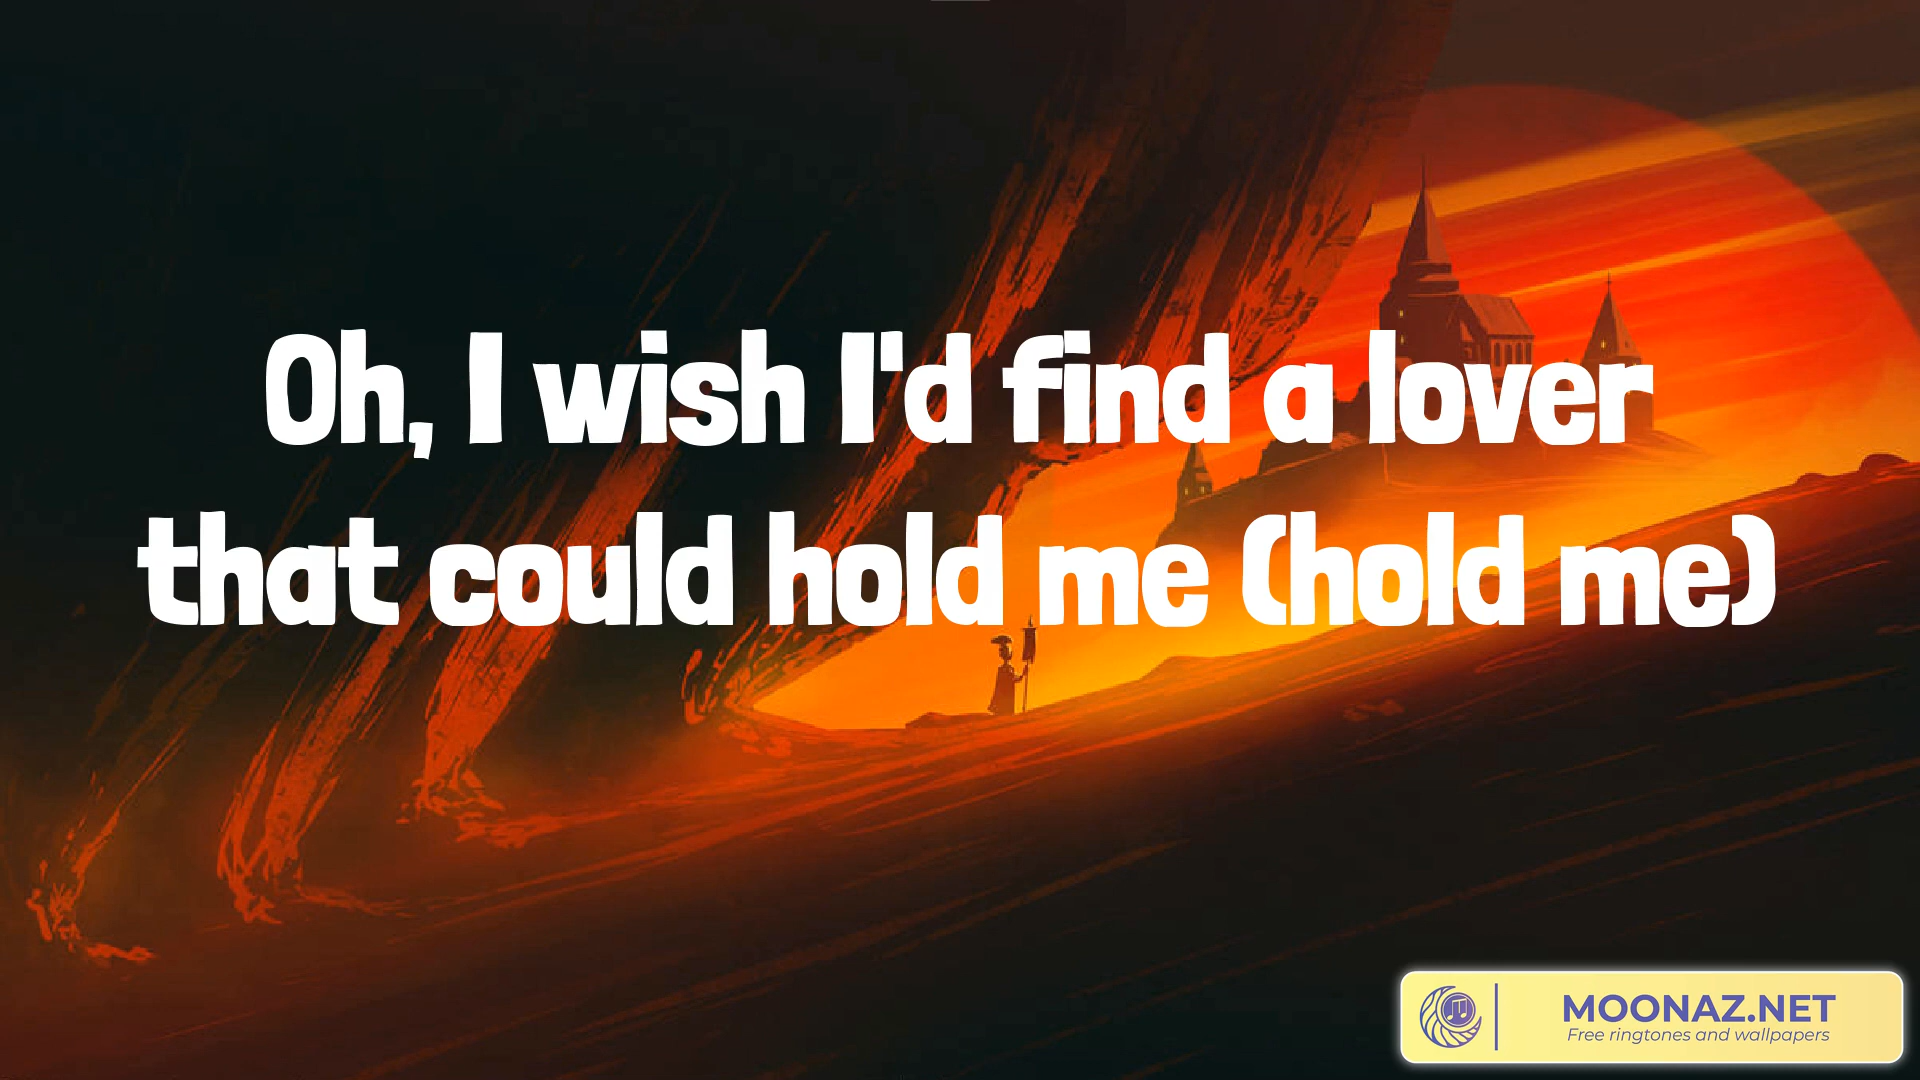 Oh, I wish I'd find a lover
that could hold me (hold me)
MOONAZ.NET
Free ringtones and wallpapers